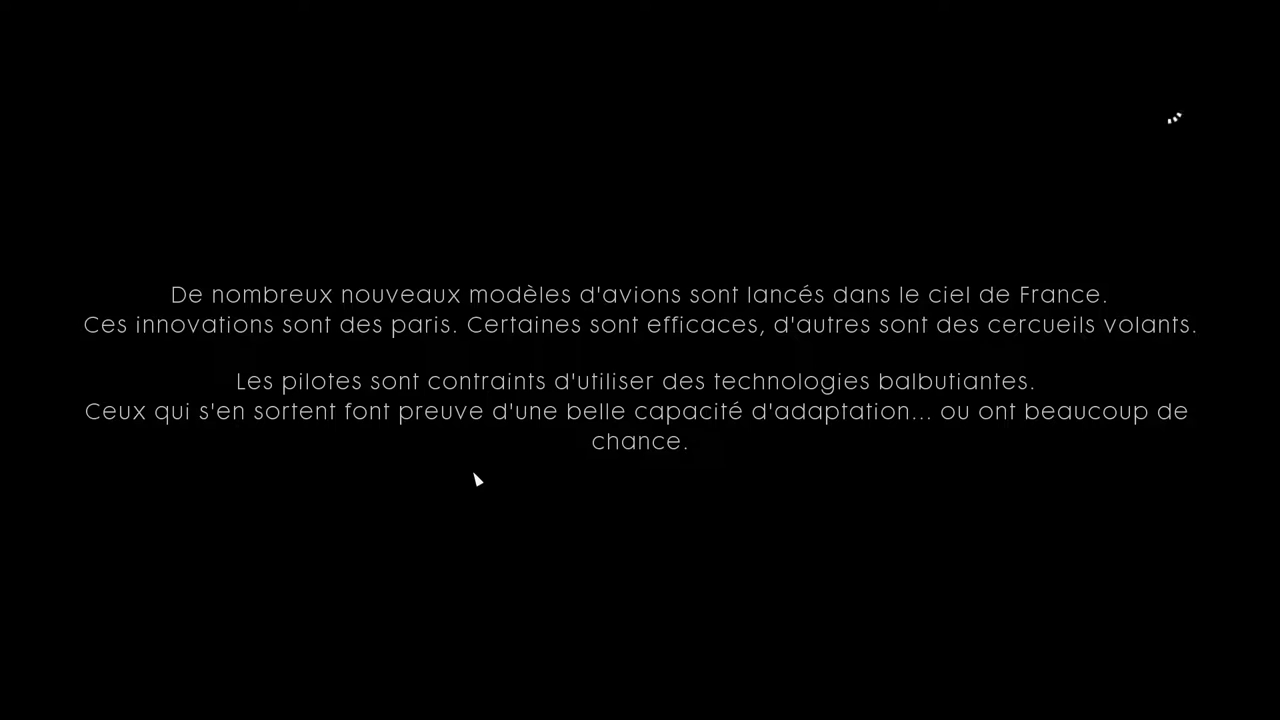 De nombreux nouveaux modèles d'avions sont lancés dans le ciel de France.
Ces innovations sont des paris. Certaines sont efficaces, d'autres sont des cercueils volants.
Les pilotes sont contraints d'utiliser des technologies balbutiantes.
Ceux qui s'en sortent font preuve d'une belle capacité d'adaptation... ou ont beaucoup de
chance.